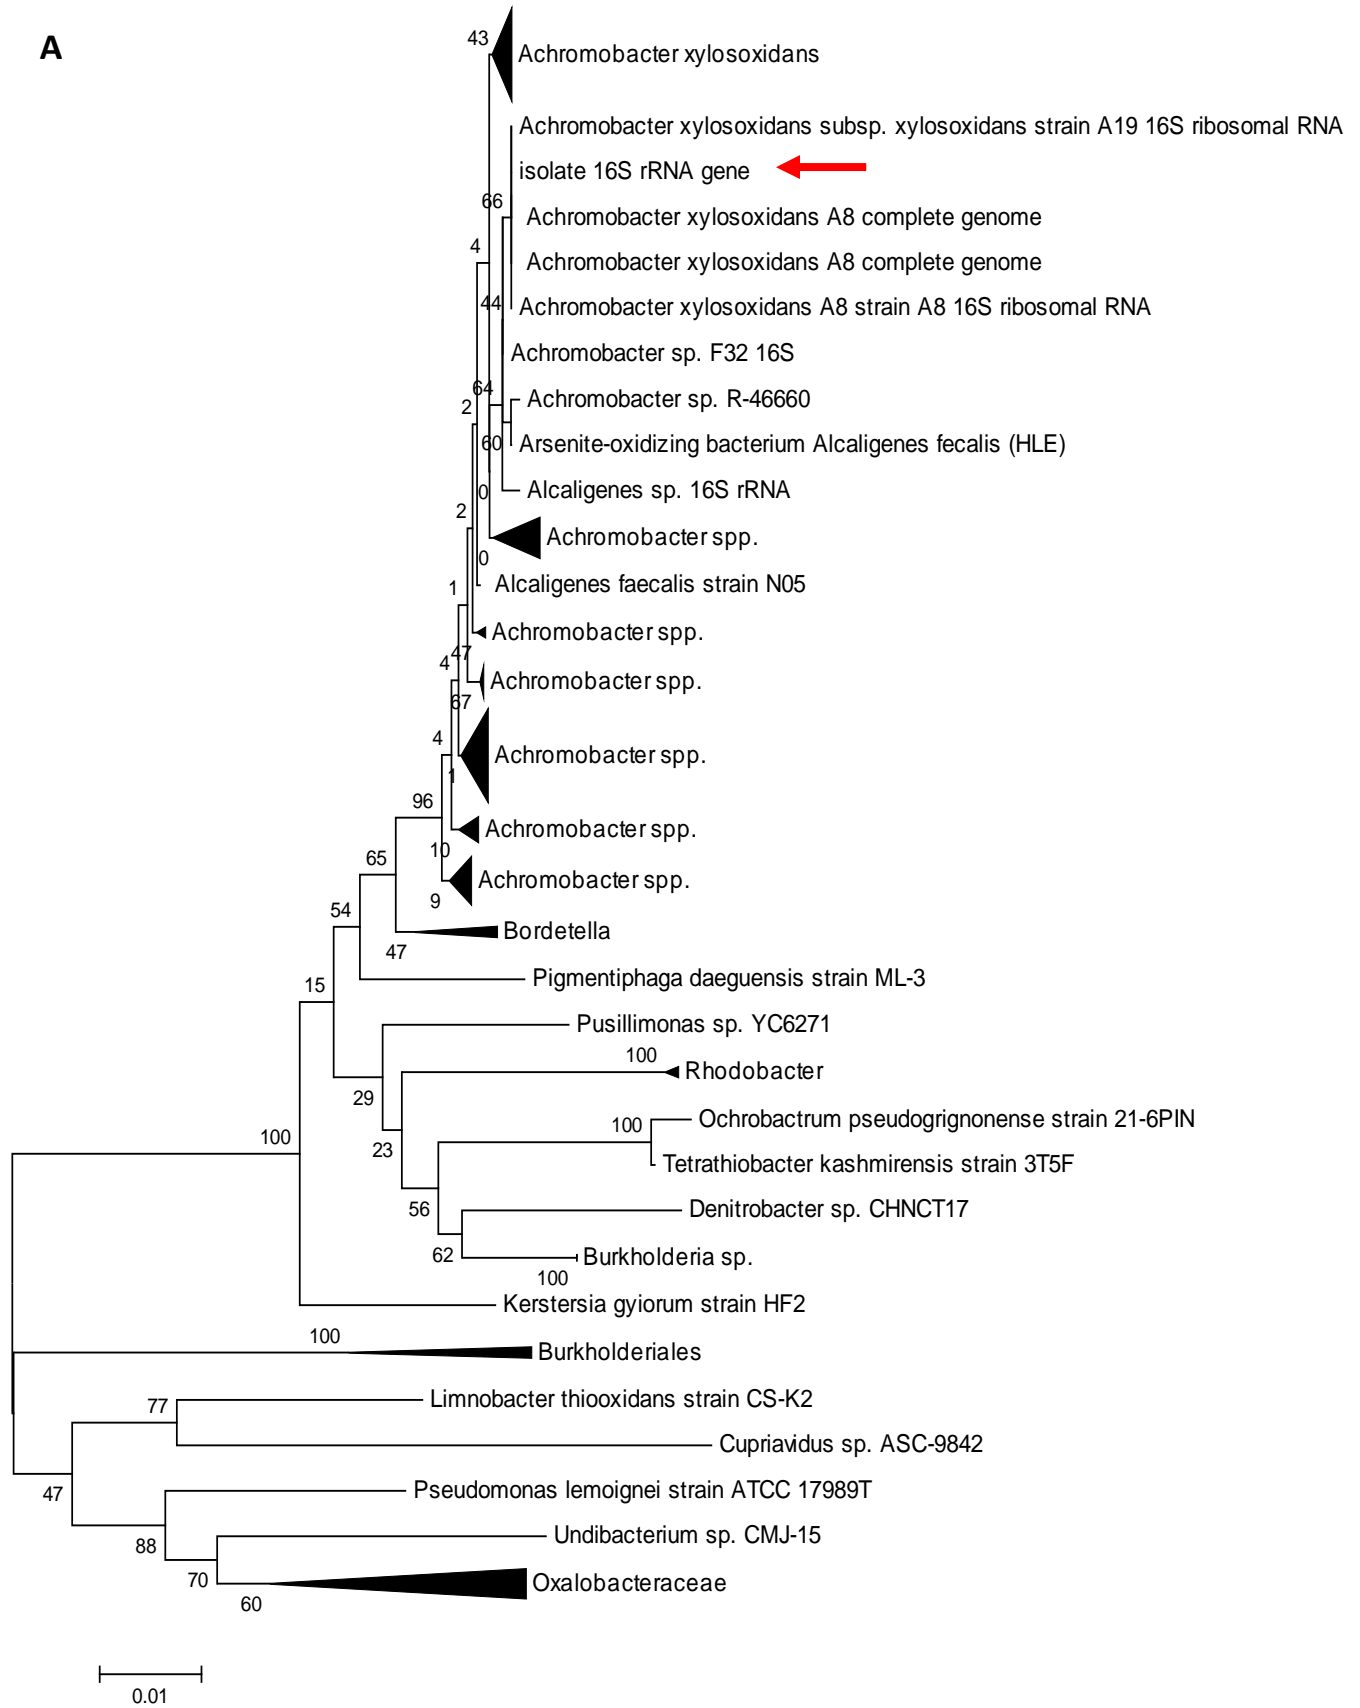 A
43
Achromobacter xylosoxidans
Achromobacter xylosoxidans subsp. xylosoxidans strain A19 16S ribosomal RNA
isolate 16S rRNA gene
66
Achromobacter xylosoxidans A8 complete genome
4
Achromobacter xylosoxidans A8 complete genome
44
Achromobacter xylosoxidans A8 strain A8 16S ribosomal RNA
Achromobacter sp. F32 16S
64
2
Achromobacter sp. R-46660
60
Arsenite-oxidizing bacterium Alcaligenes fecalis (HLE)
0
Alcaligenes sp. 16S rRNA
2
Achromobacter spp.
0
1
Alcaligenes faecalis strain N05
Achromobacter spp.
47
4
Achromobacter spp.
67
4
Achromobacter spp.
1
96
Achromobacter spp.
10
65
Achromobacter spp.
9
54
Bordetella
47
15
Pigmentiphaga daeguensis strain ML-3
Pusillimonas sp. YC6271
100
Rhodobacter
29
Ochrobactrum pseudogrignonense strain 21-6PIN
100
100
23
Tetrathiobacter kashmirensis strain 3T5F
56
Denitrobacter sp. CHNCT17
62
Burkholderia sp.
100
Kerstersia gyiorum strain HF2
100
Burkholderiales
77
Limnobacter thiooxidans strain CS-K2
Cupriavidus sp. ASC-9842
47
Pseudomonas lemoignei strain ATCC 17989T
88
Undibacterium sp. CMJ-15
70
Oxalobacteraceae
60
0.01